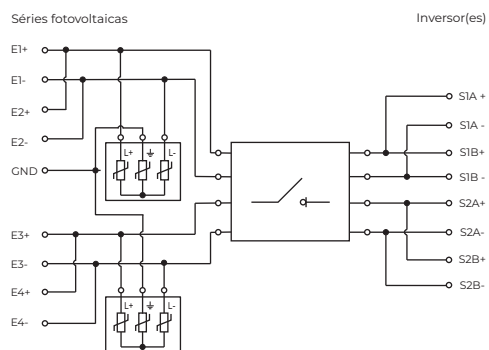 Séries fotovoltaicas
Inversor(es)
E1+
E1-
E2+
E2-
GND
E3+
E3-
E4+
E4-
L+
L-
L+
L-
S1A +
S1A -
S1B+
S1B -
S2A+
S2A-
S2B+
S2B-